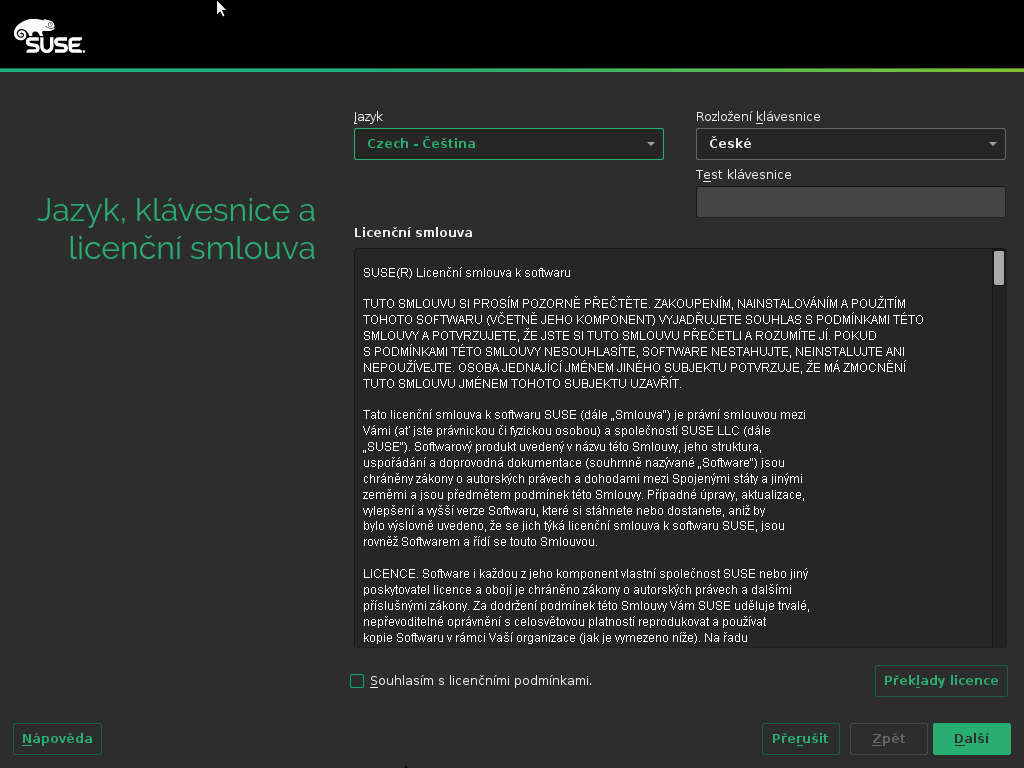 SUSE.
Jazyk, klávesnice a
licenční smlouva
Jazyk
Czech - Čeština
Rozložení klávesnice
České
Test klávesnice
Licenční smlouva
SUSE(R) Licenční smlouva k softwaru
TUTO SMLOUVU SI PROSÍM POZORNĚ PŘEČTĚTE. ZAKOUPENÍM, NAINSTALOVÁNÍM A POUŽITÍM
TOHOTO SOFTWARU (VČETNĚ JEHO KOMPONENT) VYJADŘUJETE SOUHLAS S PODMÍNKAMI TÉTO
SMLOUVY A POTVRZUJETE, ŽE JSTE SI TUTO SMLOUVU PŘEČETLI A ROZUMÍTE JÍ. POKUD
S PODMÍNKAMI TÉTO SMLOUVY NESOUHLASÍTE, SOFTWARE NESTAHUJTE, NEINSTALUJTE ANI
NEPOUŽÍVEJTE. OSOBA JEDNAJÍCÍ JMÉNEM JINÉHO SUBJEKTU POTVRZUJE, ŽE MÁ ZMOCNĚNÍ
TUTO SMLOUVU JMÉNEM TOHOTO SUBJEKTU UZAVŘÍT.
Tato licenční smlouva k softwaru SUSE (dále „Smlouva") je právní smlouvou mezi
Vámi (ať jste právnickou či fyzickou osobou) a společností SUSE LLC (dále
„SUSE"). Softwarový produkt uvedený v názvu této Smlouvy, jeho struktura,
uspořádání a doprovodná dokumentace (souhrnně nazývané „Software") jsou
chráněny zákony o autorských právech a dohodami mezi Spojenými státy a jinými
zeměmi a jsou předmětem podmínek této Smlouvy. Případné úpravy, aktualizace,
vylepšení a vyšší verze Softwaru, které si stáhnete nebo dostanete, aniž by
bylo výslovně uvedeno, že se jich týká licenční smlouva k softwaru SUSE, jsou
rovněž Softwarem a řídí se touto Smlouvou.
LICENCE. Software i každou z jeho komponent vlastní společnost SUSE nebo jiný
poskytovatel licence a obojí je chráněno zákony o autorských právech a dalšími
příslušnými zákony. Za dodržení podmínek této Smlouvy Vám SUSE uděluje trvalé,
nepřevoditelné oprávnění s celosvětovou platností reprodukovat a používat
kopie Softwaru v rámci Vaší organizace (jak je vymezeno níže). Na řadu
Souhlasím s licenčními podmínkami.
Překlady licence
Nápověda
Přerušit
Zpět
Další